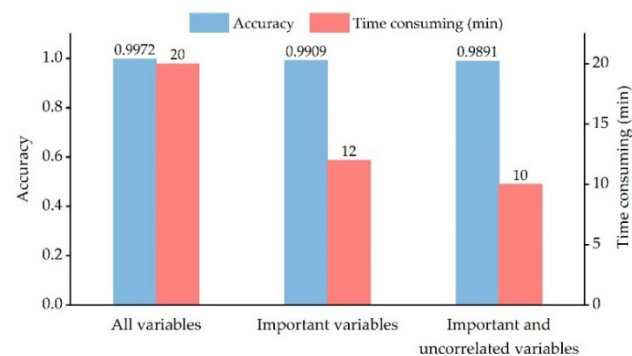 Accuracy Time consuming (min)
0.9972 20 0.9909 12 0.9891 10
Accuracy
1.0
0.8
0.6
0.4
0.2
0.0
Time consuming (min)
20
15
10
5
0
All variables Important variables Important and
uncorrelated variables